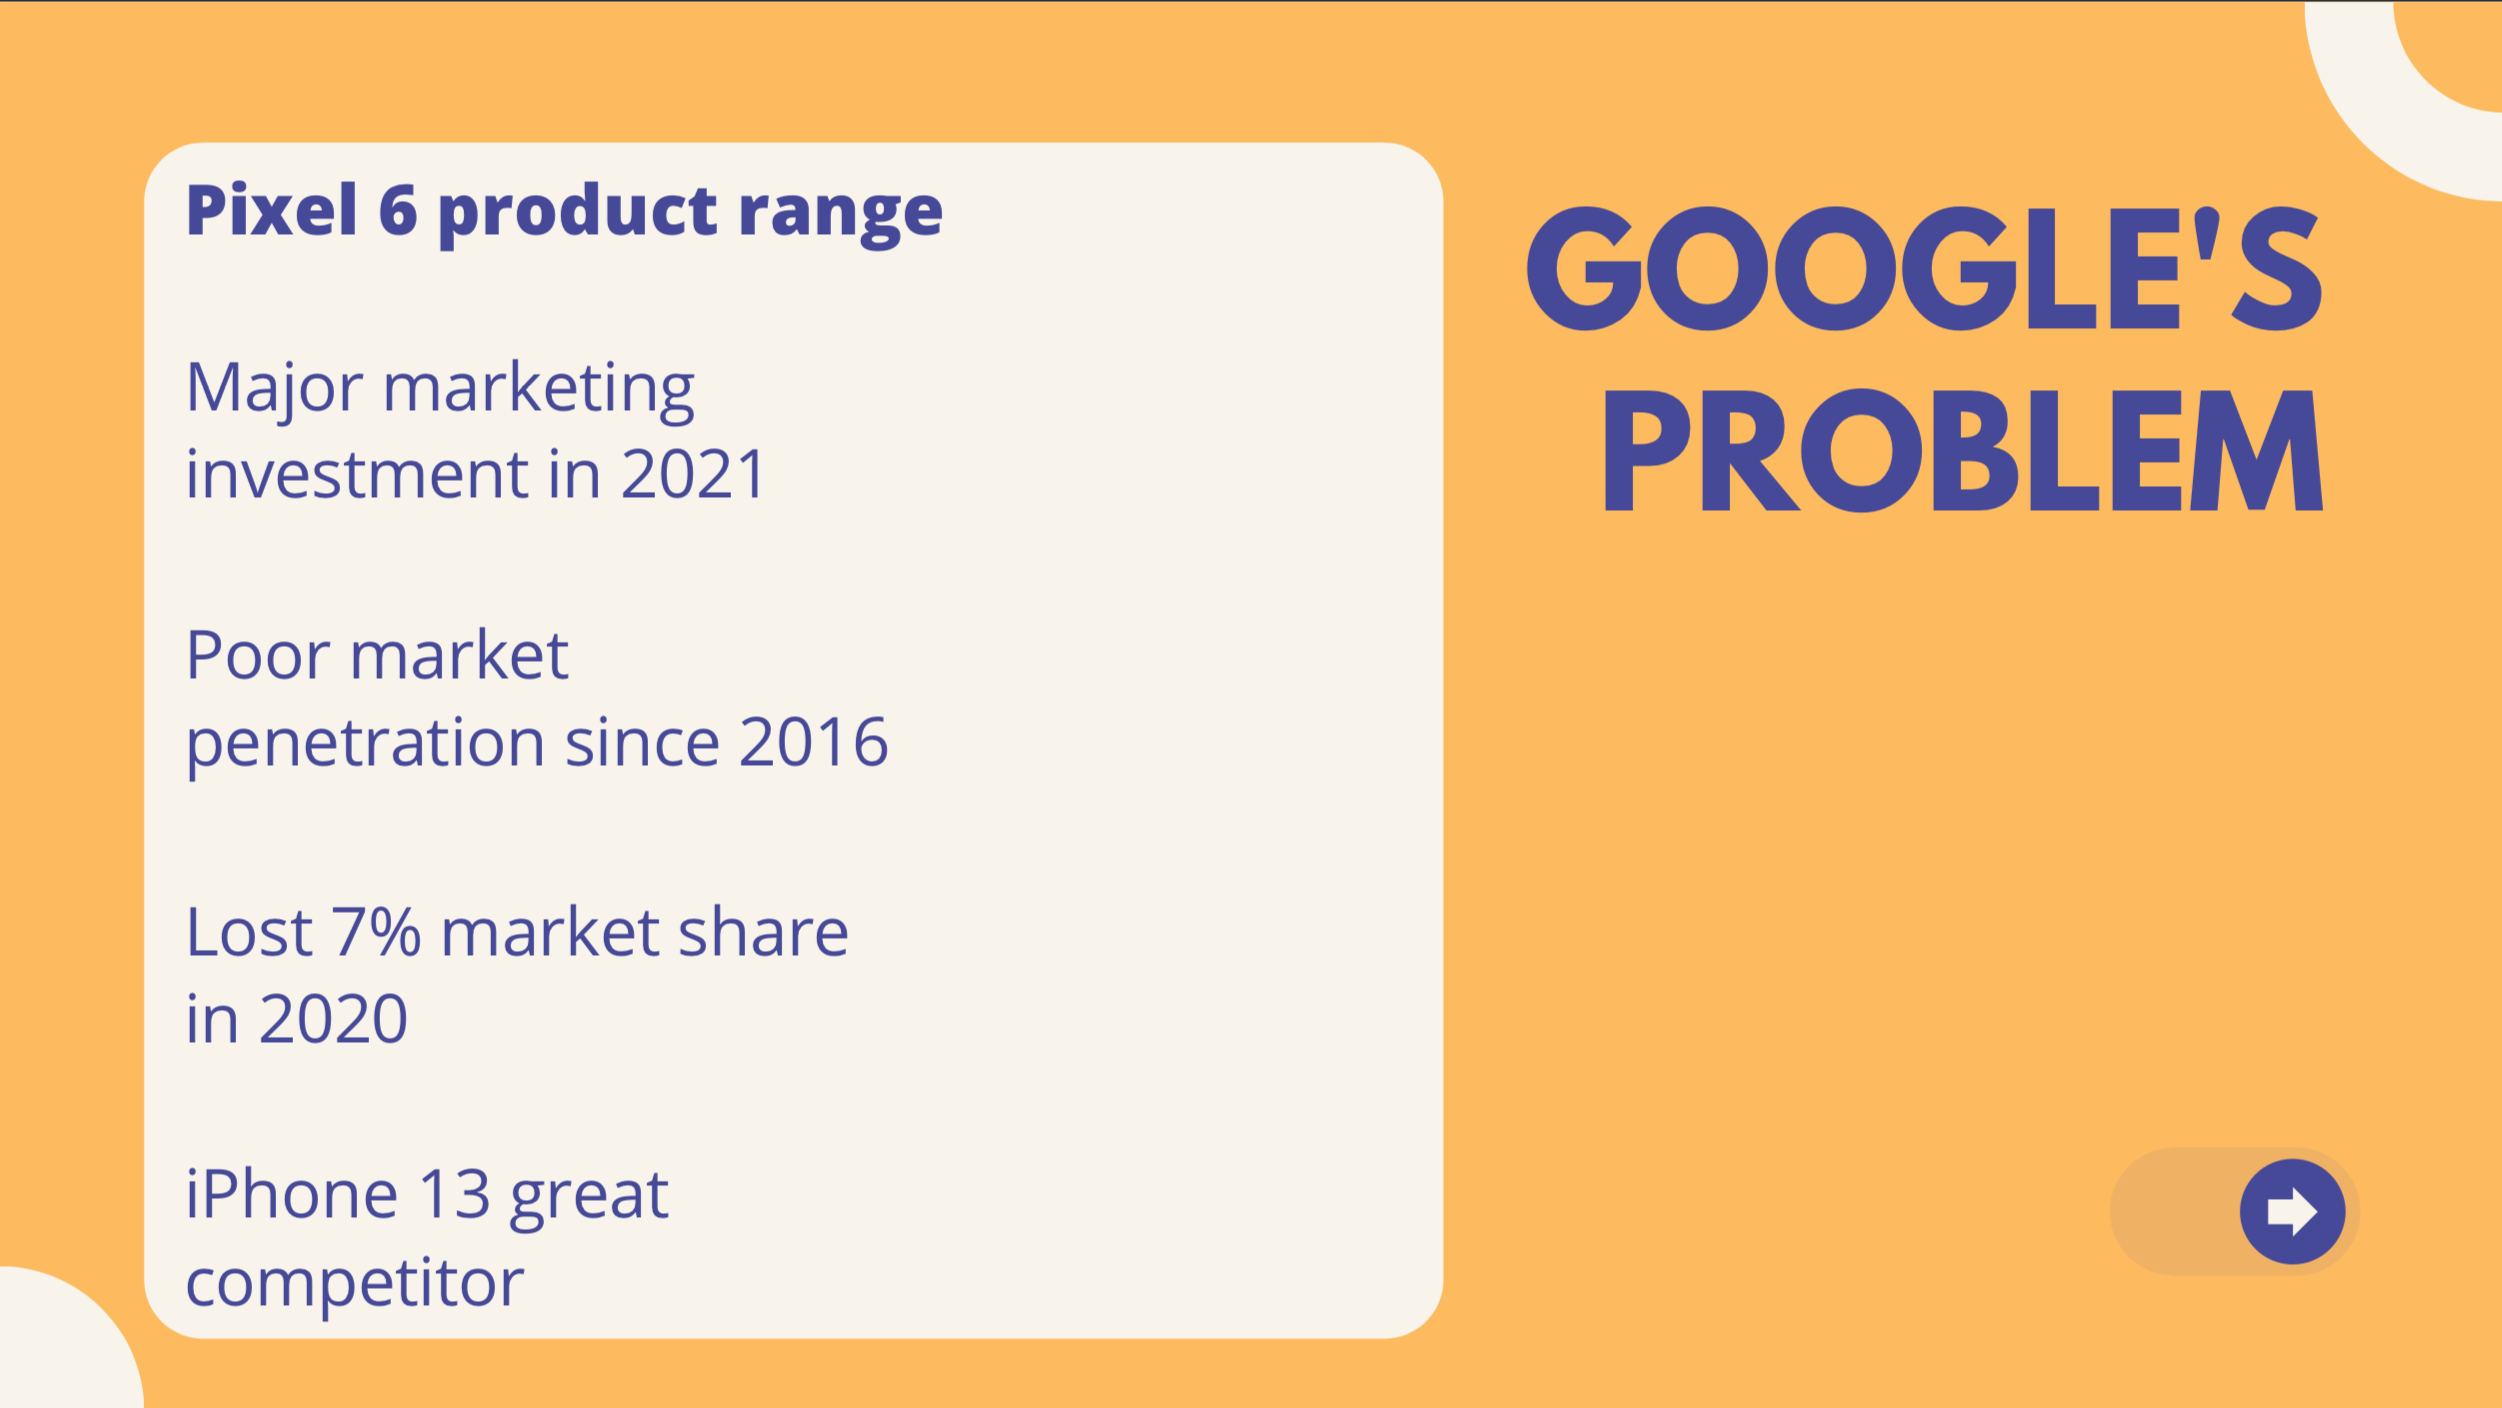 Pixel 6 product range
Major marketing
investment in 2021
Poor market
penetration since 2016
Lost 7% market share
in 2020
iPhone 13 great
competitor
GOOGLE'S
PROBLEM